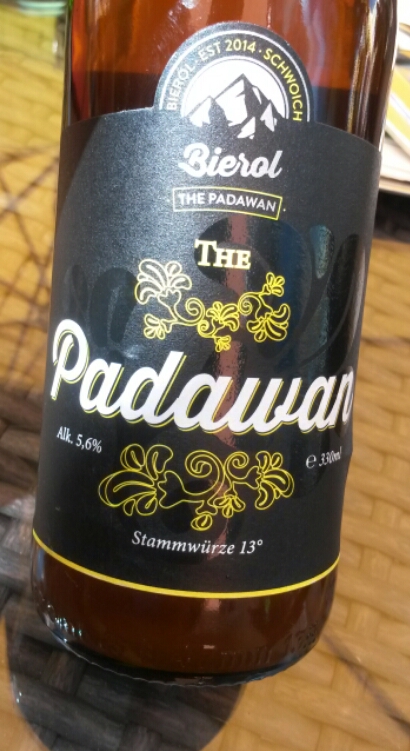 BIEROL · EST 2014 · SCHWOICH
Bierol
· THE PADAWAN ·
THE
Padawan
Alk. 5,6%
℮ 330ml
Stammwürze 13°